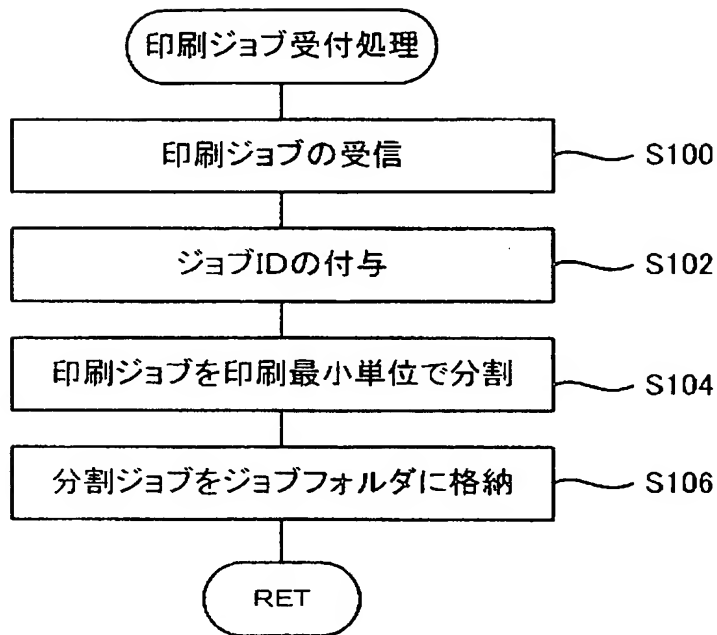 印刷ジョブ受付処理
印刷ジョブの受信
S100
ジョブIDの付与
S102
印刷ジョブを印刷最小単位で分割
S104
分割ジョブをジョブフォルダに格納
S106
RET